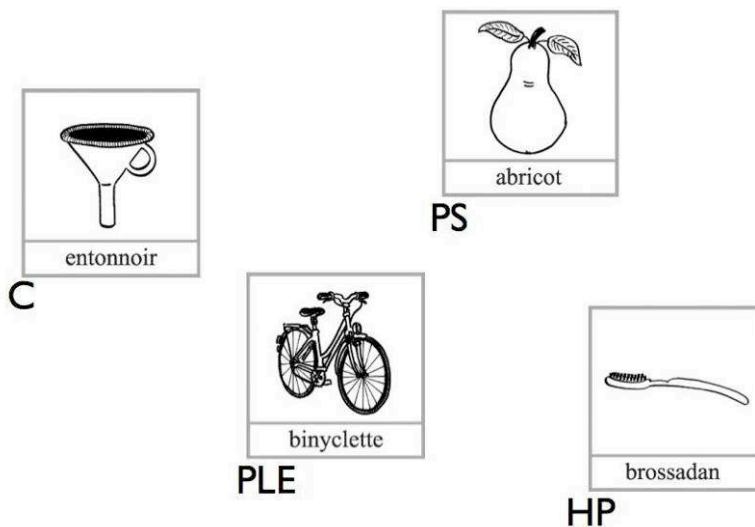 abricot
PS
entonnoir
C
binyclette
PLE
brossadan
HP